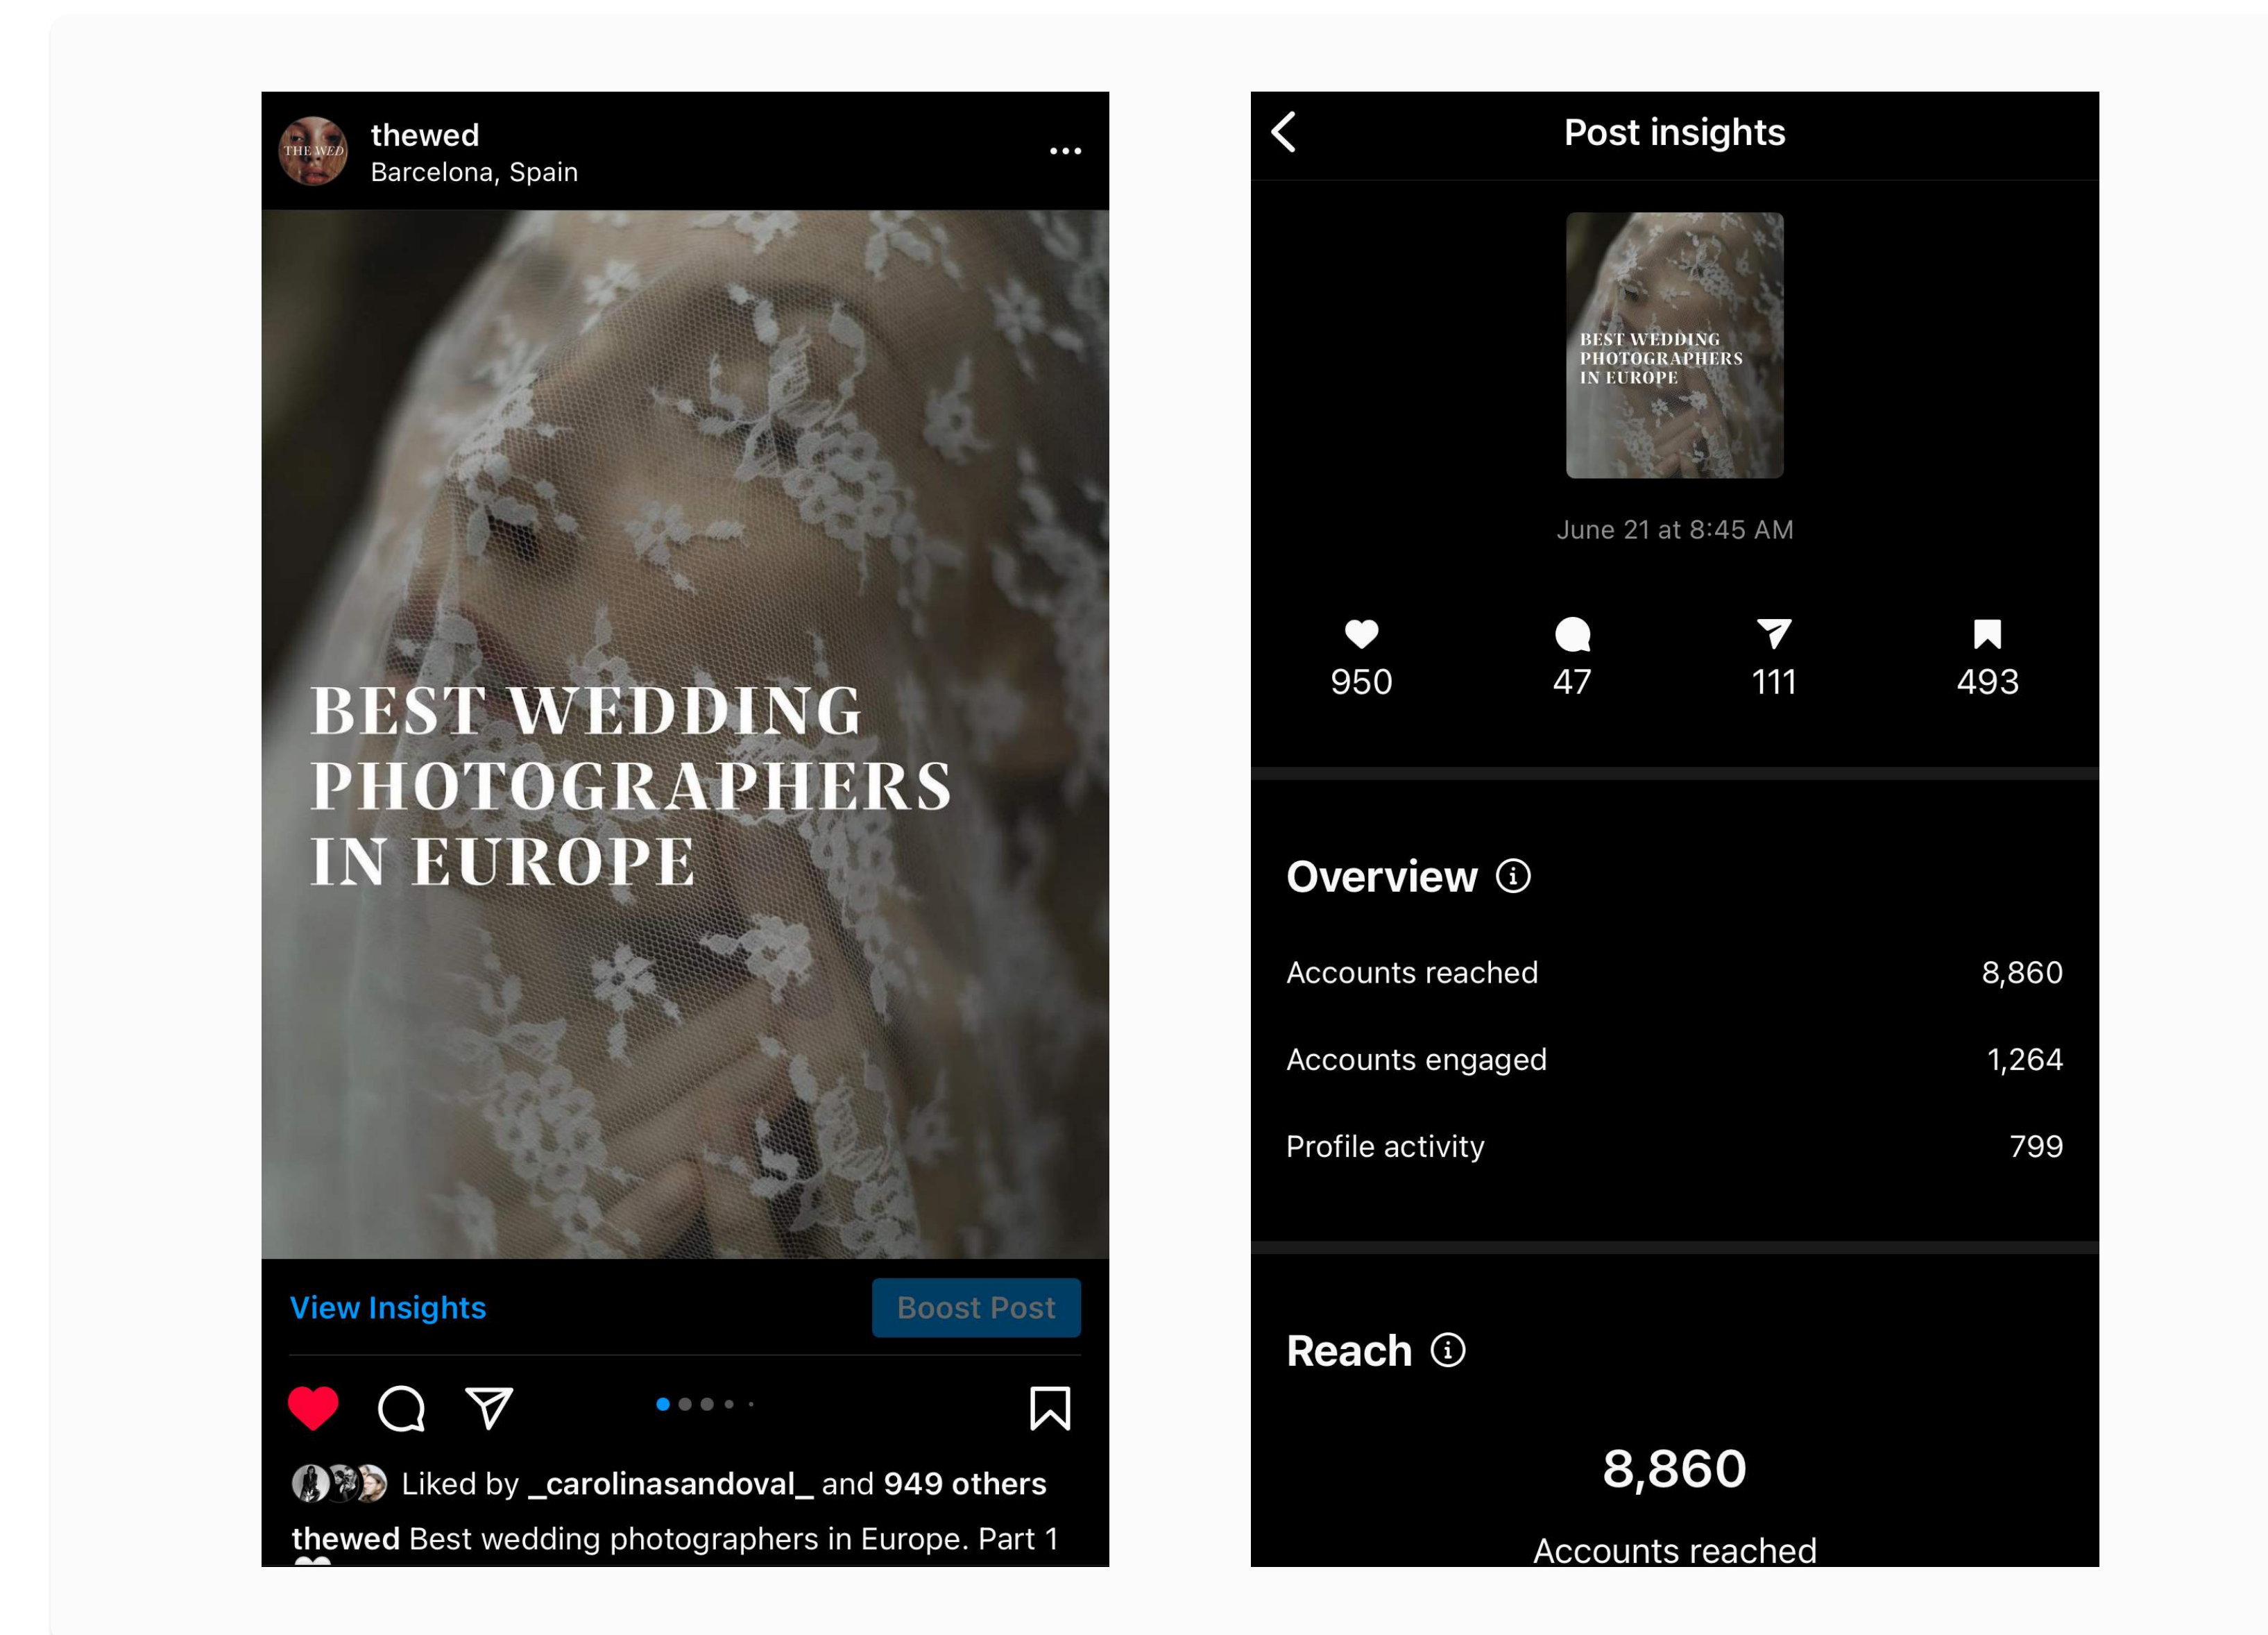 thewed
Barcelona, Spain
THE WED
BEST WEDDING
PHOTOGRAPHERS
IN EUROPE
View Insights
Boost Post
Liked by _carolinasandoval_ and 949 others
thewed Best wedding photographers in Europe. Part 1
Post insights
BEST WEDDING
PHOTOGRAPHERS
IN EUROPE
June 21 at 8:45 AM
950 47 111 493
Overview
Accounts reached 8,860
Accounts engaged 1,264
Profile activity 799
Reach
8,860
Accounts reached